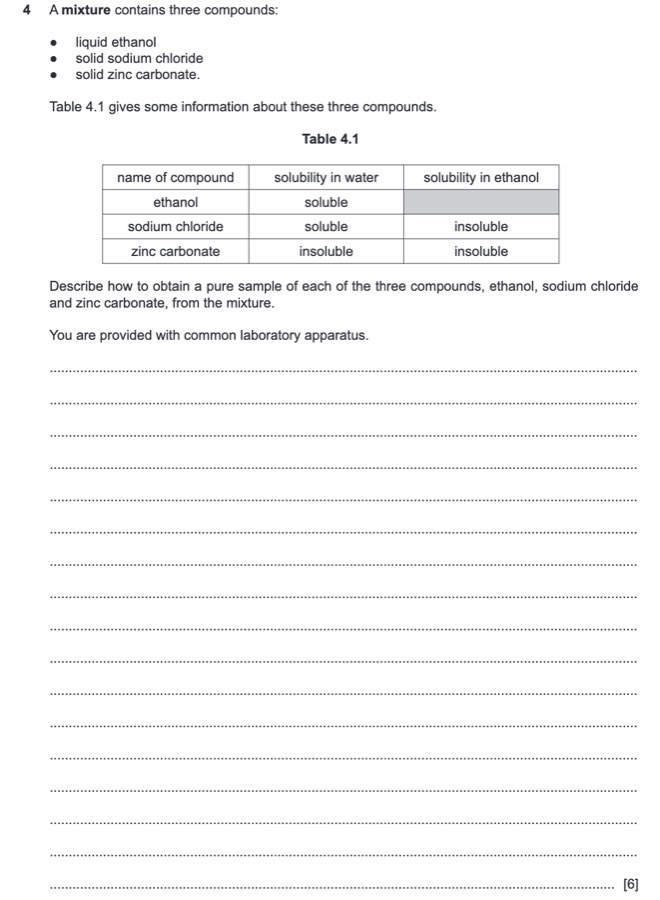 4 A mixture contains three compounds:
• liquid ethanol
• solid sodium chloride
• solid zinc carbonate.
Table 4.1 gives some information about these three compounds.
Table 4.1
name of compound solubility in water solubility in ethanol
ethanol soluble
sodium chloride soluble insoluble
zinc carbonate insoluble insoluble
Describe how to obtain a pure sample of each of the three compounds, ethanol, sodium chloride
and zinc carbonate, from the mixture.
You are provided with common laboratory apparatus.
[6]